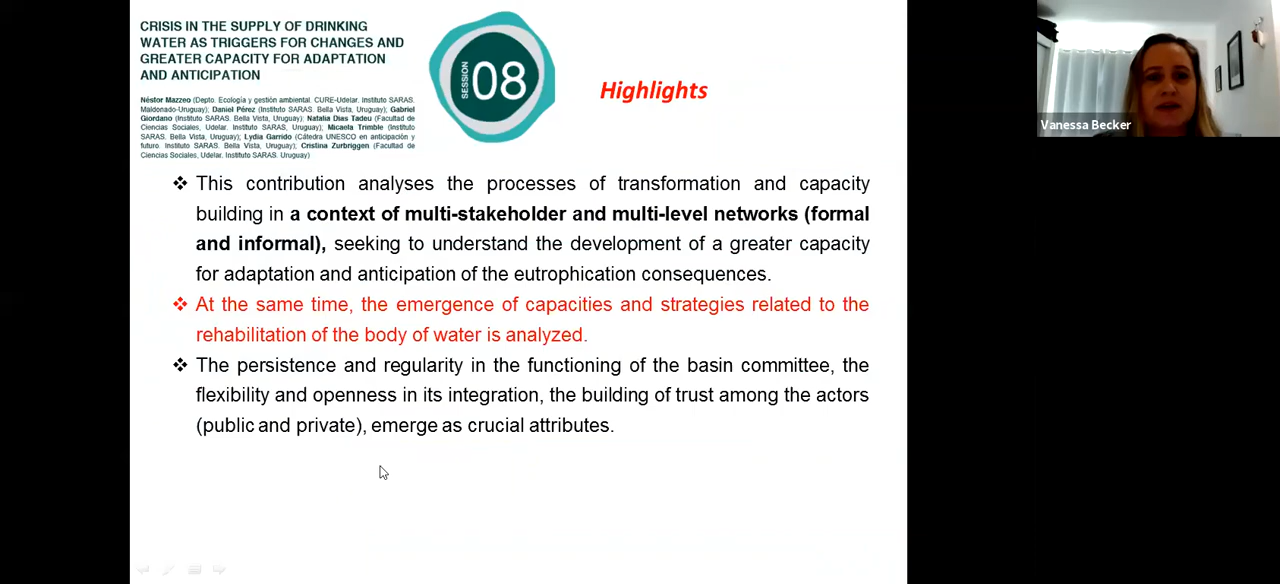 CRISIS IN THE SUPPLY OF DRINKING
WATER AS TRIGGERS FOR CHANGES AND
GREATER CAPACITY FOR ADAPTATION
AND ANTICIPATION
Néstor Mazzeo (Depto. Ecología y gestión ambiental. CURE-Udelar. Instituto SARAS.
Maldonado-Uruguay); Daniel Pérez (Instituto SARAS. Bella Vista, Uruguay); Gabriel
Giordano (Instituto SARAS. Bella Vista, Uruguay); Natalia Dias Tadeu (Facultad de
Ciencias Sociales, Udelar. Instituto SARAS, Uruguay); Micaela Trimble (Instituto
SARAS. Bella Vista, Uruguay); Lydia Garrido (Cátedra UNESCO en anticipación y
futuro. Instituto SARAS. Bella Vista, Uruguay); Cristina Zurbriggen (Facultad de
Ciencias Sociales, Udelar. Instituto SARAS. Uruguay)
SESSION 08
Highlights
Vanessa Becker
❖ This contribution analyses the processes of transformation and capacity
building in a context of multi-stakeholder and multi-level networks (formal
and informal), seeking to understand the development of a greater capacity
for adaptation and anticipation of the eutrophication consequences.
❖ At the same time, the emergence of capacities and strategies related to the
rehabilitation of the body of water is analyzed.
❖ The persistence and regularity in the functioning of the basin committee, the
flexibility and openness in its integration, the building of trust among the actors
(public and private), emerge as crucial attributes.